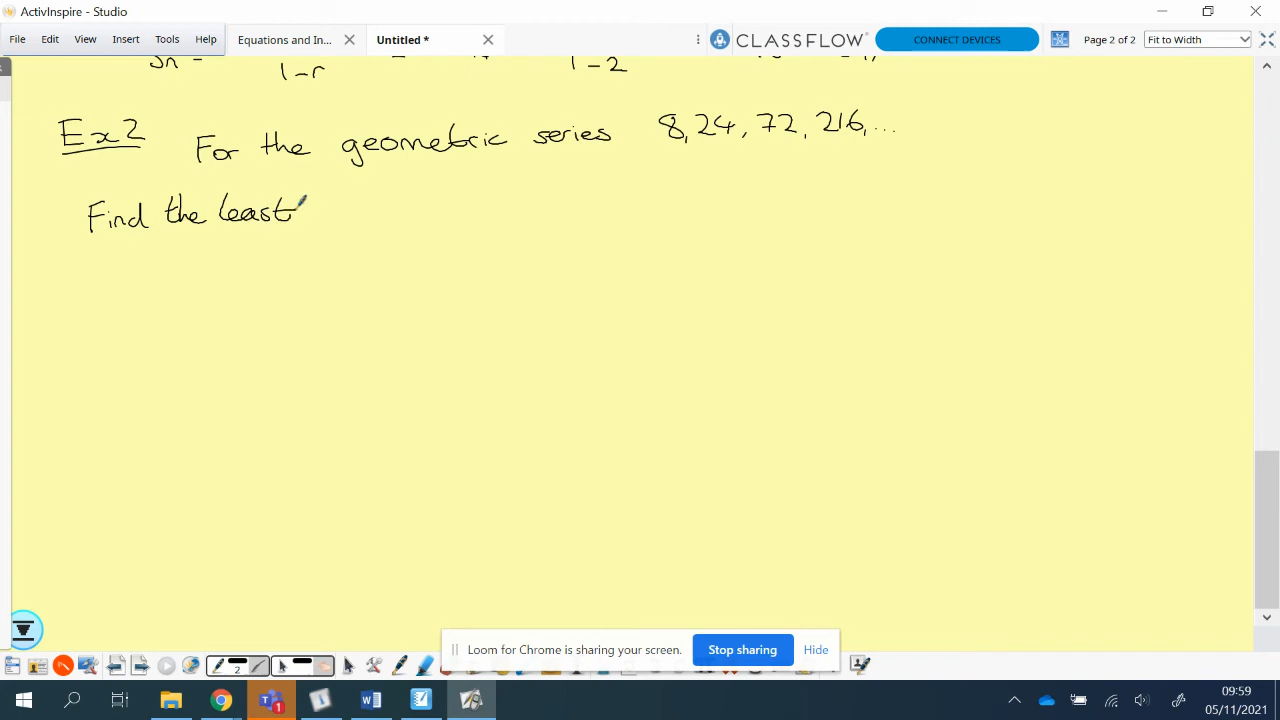 ActivInspire - Studio
File Edit View Insert Tools Help
Equations and In...
Untitled *
CLASSFLOW
CONNECT DEVICES
Page 2 of 2
Fit to Width
1-r
1-2
Ex2 For the geometric series 8, 24, 72, 216, ...
Find the least
Loom for Chrome is sharing your screen.
Stop sharing
Hide
2
1
09:59
05/11/2021